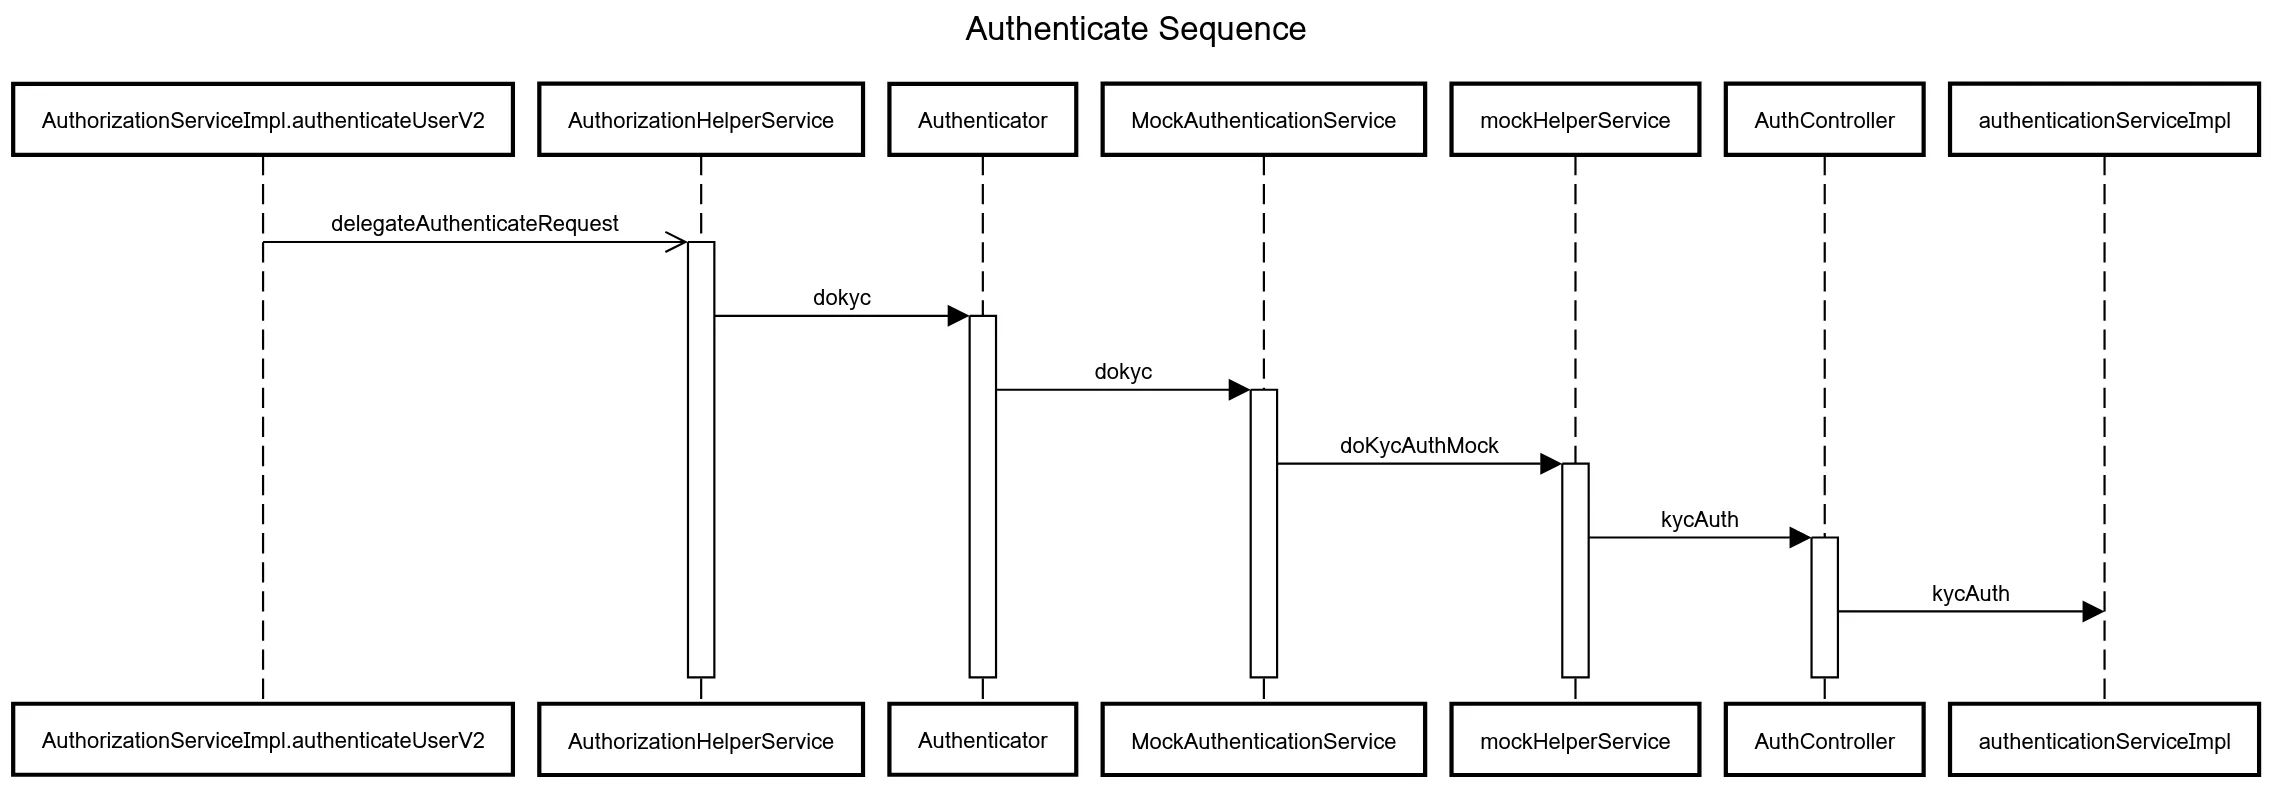 Authenticate Sequence
AuthorizationServiceImpl.authenticateUserV2
AuthorizationHelperService
Authenticator
MockAuthenticationService
mockHelperService
AuthController
authenticationServiceImpl
delegateAuthenticateRequest
dokyc
dokyc
doKycAuthMock
kycAuth
kycAuth
AuthorizationServiceImpl.authenticateUserV2
AuthorizationHelperService
Authenticator
MockAuthenticationService
mockHelperService
AuthController
authenticationServiceImpl